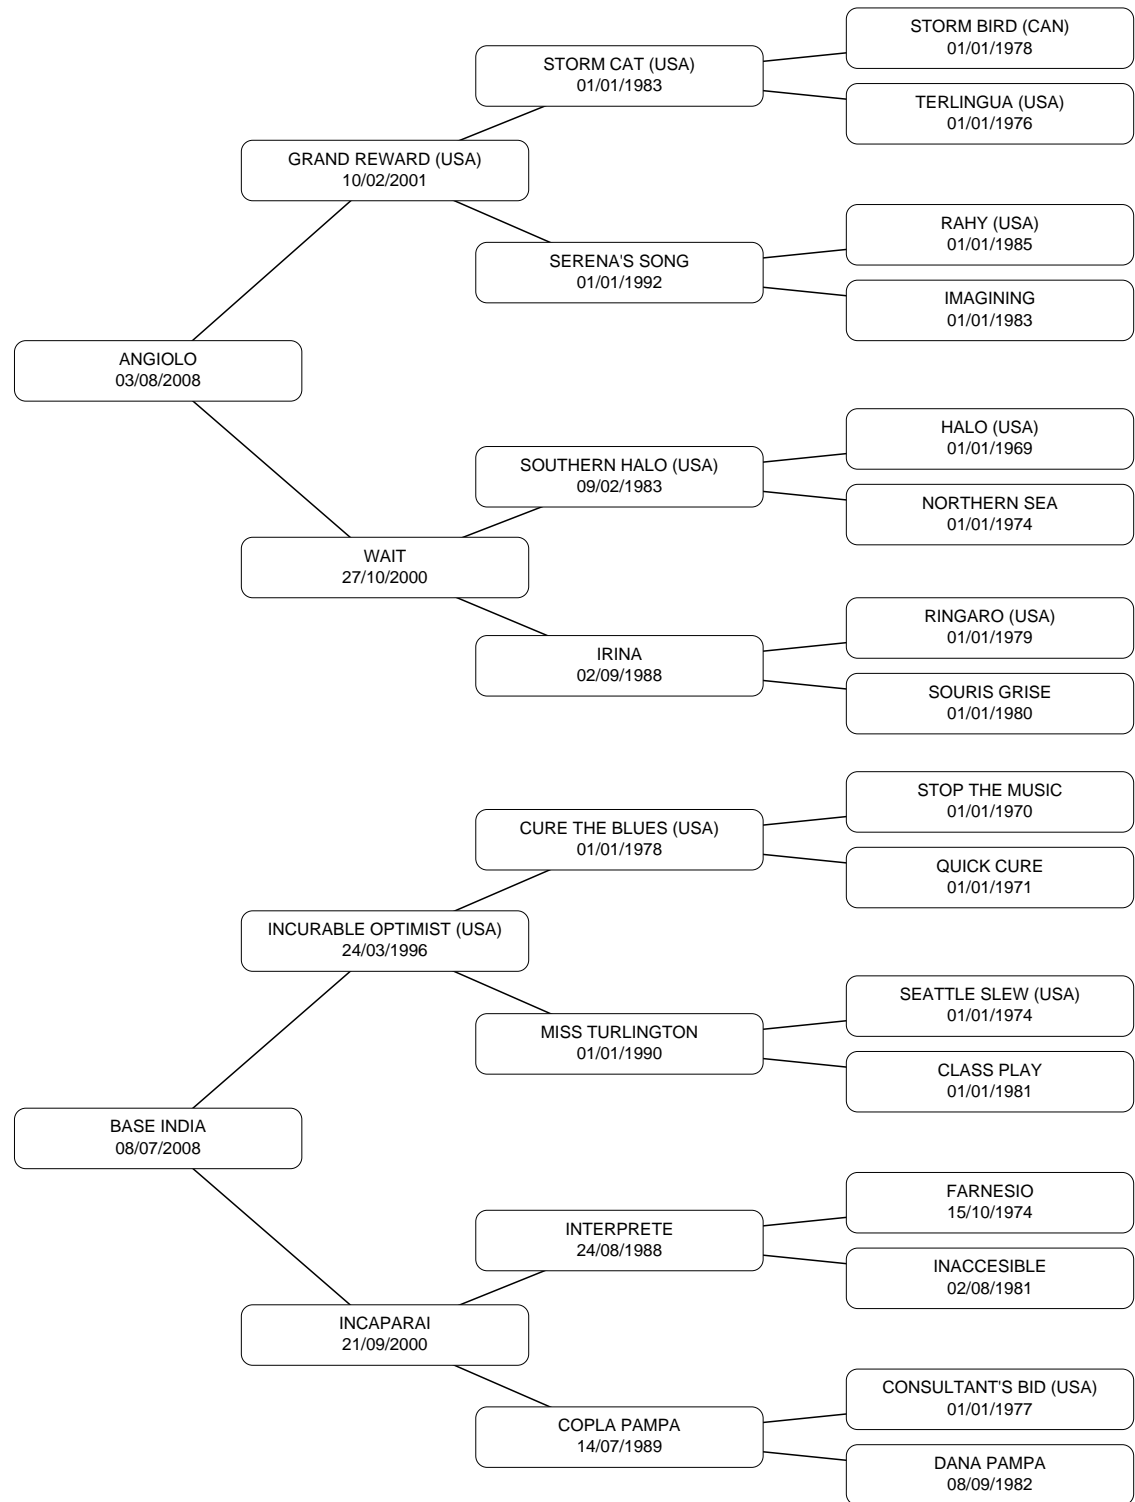 STORM BIRD (CAN)
01/01/1978
STORM CAT (USA)
01/01/1983
TERLINGUA (USA)
01/01/1976
GRAND REWARD (USA)
10/02/2001
RAHY (USA)
01/01/1985
SERENA'S SONG
01/01/1992
IMAGINING
01/01/1983
ANGIOLO
03/08/2008
HALO (USA)
01/01/1969
SOUTHERN HALO (USA)
09/02/1983
NORTHERN SEA
01/01/1974
WAIT
27/10/2000
RINGARO (USA)
01/01/1979
IRINA
02/09/1988
SOURIS GRISE
01/01/1980
STOP THE MUSIC
01/01/1970
CURE THE BLUES (USA)
01/01/1978
QUICK CURE
01/01/1971
INCURABLE OPTIMIST (USA)
24/03/1996
SEATTLE SLEW (USA)
01/01/1974
MISS TURLINGTON
01/01/1990
CLASS PLAY
01/01/1981
BASE INDIA
08/07/2008
FARNESIO
15/10/1974
INTERPRETE
24/08/1988
INACCESIBLE
02/08/1981
INCAPARAI
21/09/2000
CONSULTANT'S BID (USA)
01/01/1977
COPLA PAMPA
14/07/1989
DANA PAMPA
08/09/1982